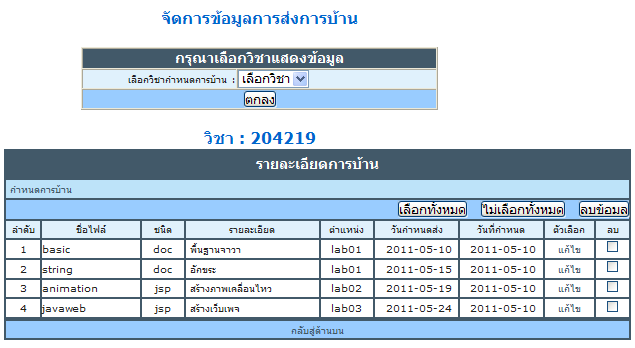 จัดการข้อมูลการส่งการบ้าน
กรุณาเลือกวิชาแสดงข้อมูล
เลือกวิชากำหนดการบ้าน : เลือกวิชา
ตกลง
วิชา : 204219
รายละเอียดการบ้าน
กำหนดการบ้าน
เลือกทั้งหมด ไม่เลือกทั้งหมด ลบข้อมูล
ลำดับ ชื่อไฟล์ ชนิด รายละเอียด ตำแหน่ง วันกำหนดส่ง วันที่กำหนด ตัวเลือก ลบ
1 basic doc พื้นฐานจาวา lab01 2011-05-10 2011-05-10 แก้ไข
2 string doc อักขระ lab01 2011-05-15 2011-05-10 แก้ไข
3 animation jsp สร้างภาพเคลื่อนไหว lab02 2011-05-19 2011-05-10 แก้ไข
4 javaweb jsp สร้างเว็บเพจ lab03 2011-05-24 2011-05-10 แก้ไข
กลับสู่ด้านบน